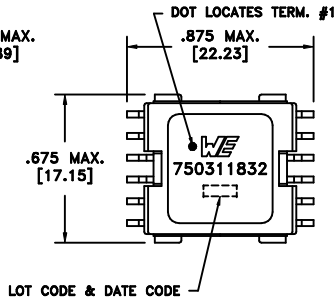 DOT LOCATES TERM. #1
MAX.
.875 MAX.
[22.23]
.675 MAX.
[17.15]
WE
750311832
LOT CODE & DATE CODE